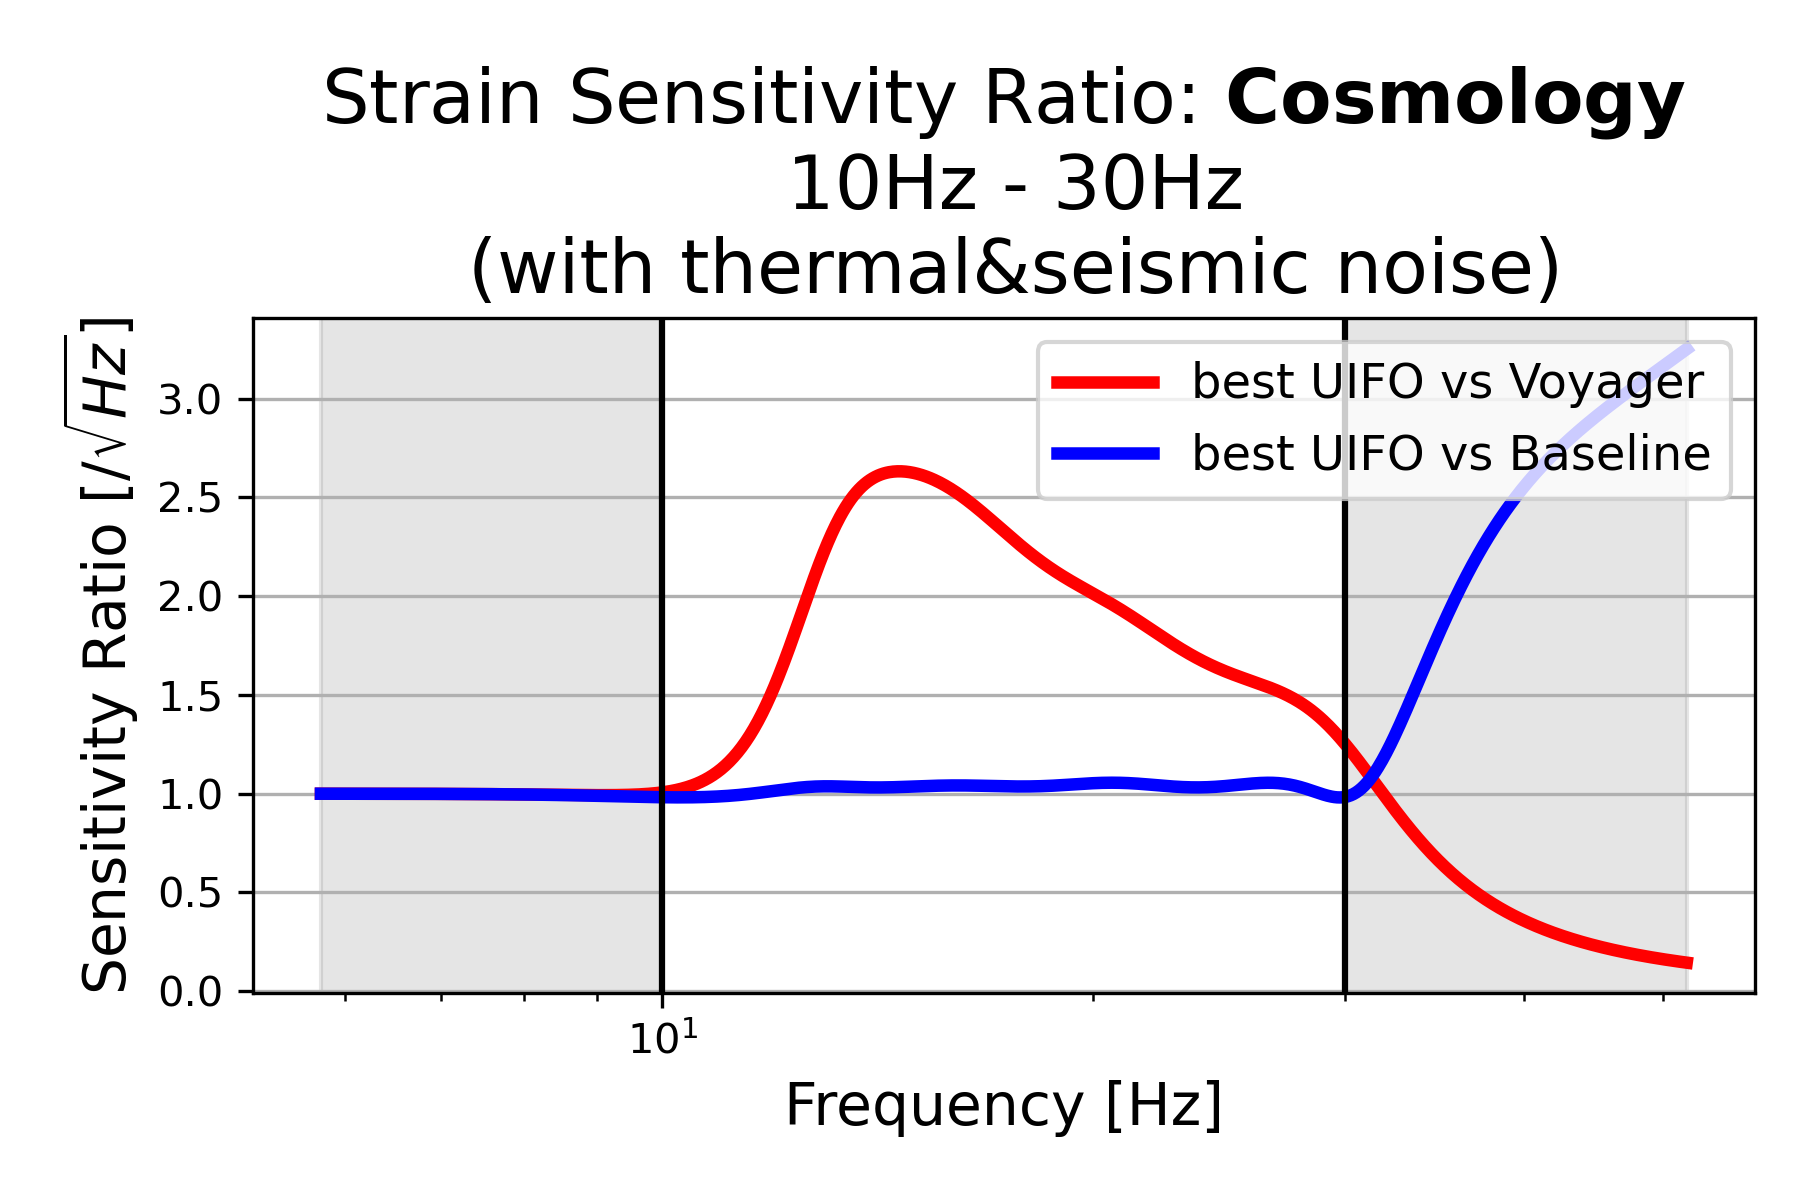 Strain Sensitivity Ratio: Cosmology
10Hz - 30Hz
(with thermal&seismic noise)
Sensitivity Ratio [/√Hz]
3.0
2.5
2.0
1.5
1.0
0.5
0.0
best UIFO vs Voyager
best UIFO vs Baseline
10¹
Frequency [Hz]